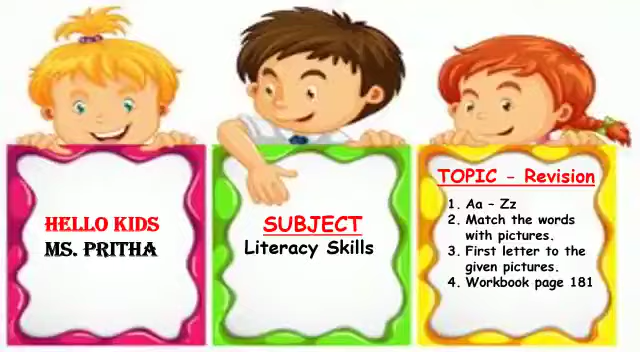 HELLO KIDS
MS. PRITHA
SUBJECT
Literacy Skills
TOPIC - Revision
1. Aa – Zz
2. Match the words
with pictures.
3. First letter to the
given pictures.
4. Workbook page 181